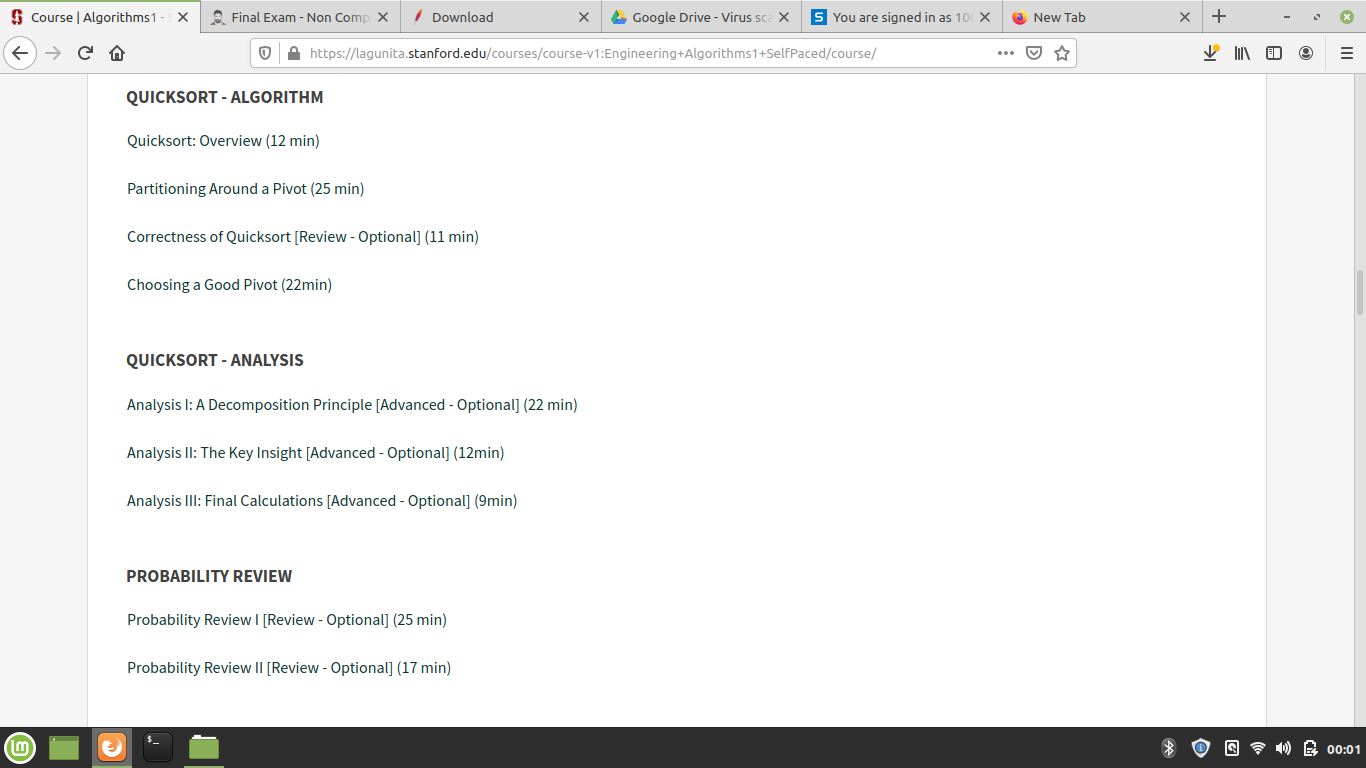 Course | Algorithms1 - S
Final Exam - Non Comp
Download
Google Drive - Virus sca
You are signed in as 10
New Tab
https://lagunita.stanford.edu/courses/course-v1:Engineering+Algorithms1+SelfPaced/course/
QUICKSORT - ALGORITHM
Quicksort: Overview (12 min)
Partitioning Around a Pivot (25 min)
Correctness of Quicksort [Review - Optional] (11 min)
Choosing a Good Pivot (22min)
QUICKSORT - ANALYSIS
Analysis I: A Decomposition Principle [Advanced - Optional] (22 min)
Analysis II: The Key Insight [Advanced - Optional] (12min)
Analysis III: Final Calculations [Advanced - Optional] (9min)
PROBABILITY REVIEW
Probability Review I [Review - Optional] (25 min)
Probability Review II [Review - Optional] (17 min)
00:01